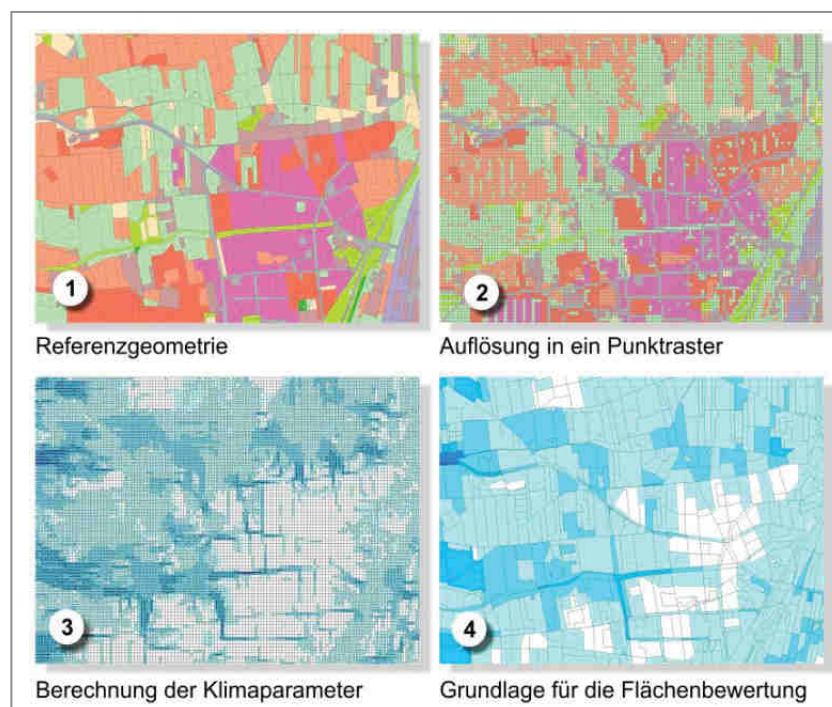 1
2
Referenzgeometrie
Auflösung in ein Punktraster
3
4
Berechnung der Klimaparameter
Grundlage für die Flächenbewertung